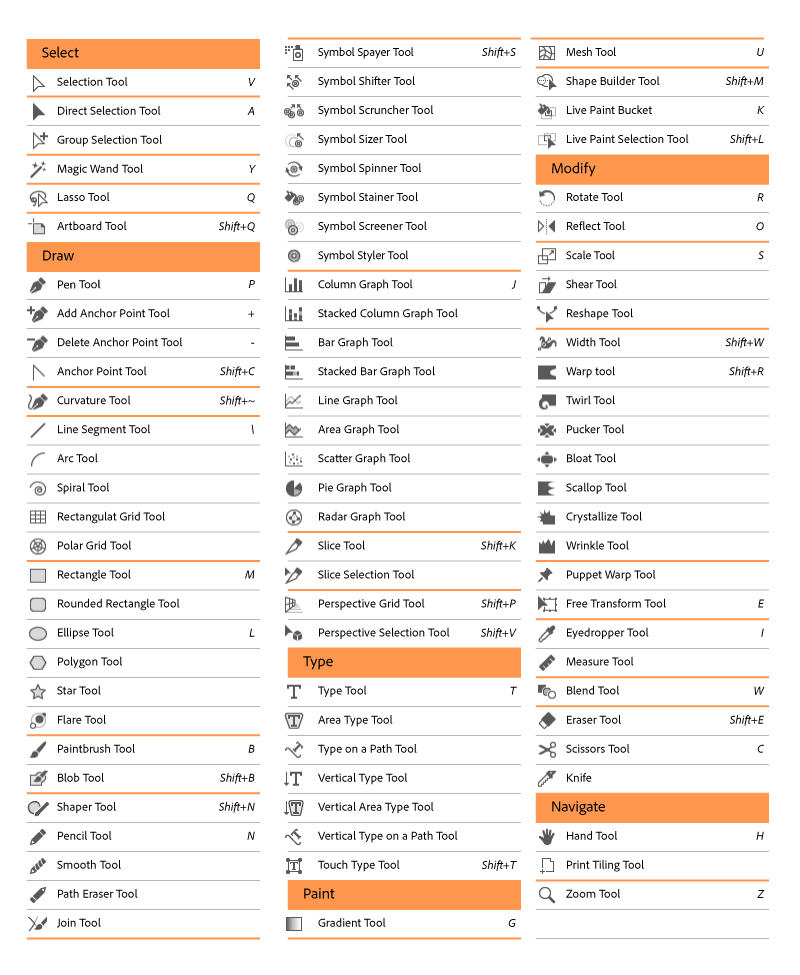 Select
Selection Tool V
Direct Selection Tool A
Group Selection Tool
Magic Wand Tool Y
Lasso Tool Q
Artboard Tool Shift+Q
Draw
Pen Tool P
Add Anchor Point Tool +
Delete Anchor Point Tool -
Anchor Point Tool Shift+C
Curvature Tool Shift+~
Line Segment Tool \
Arc Tool
Spiral Tool
Rectangulat Grid Tool
Polar Grid Tool
Rectangle Tool M
Rounded Rectangle Tool
Ellipse Tool L
Polygon Tool
Star Tool
Flare Tool
Paintbrush Tool B
Blob Tool Shift+B
Shaper Tool Shift+N
Pencil Tool N
Smooth Tool
Path Eraser Tool
Join Tool
Symbol Spayer Tool Shift+S
Symbol Shifter Tool
Symbol Scruncher Tool
Symbol Sizer Tool
Symbol Spinner Tool
Symbol Stainer Tool
Symbol Screener Tool
Symbol Styler Tool
Column Graph Tool J
Stacked Column Graph Tool
Bar Graph Tool
Stacked Bar Graph Tool
Line Graph Tool
Area Graph Tool
Scatter Graph Tool
Pie Graph Tool
Radar Graph Tool
Slice Tool Shift+K
Slice Selection Tool
Perspective Grid Tool Shift+P
Perspective Selection Tool Shift+V
Type
Type Tool T
Area Type Tool
Type on a Path Tool
Vertical Type Tool
Vertical Area Type Tool
Vertical Type on a Path Tool
Touch Type Tool Shift+T
Paint
Gradient Tool G
Mesh Tool U
Shape Builder Tool Shift+M
Live Paint Bucket K
Live Paint Selection Tool Shift+L
Modify
Rotate Tool R
Reflect Tool O
Scale Tool S
Shear Tool
Reshape Tool
Width Tool Shift+W
Warp tool Shift+R
Twirl Tool
Pucker Tool
Bloat Tool
Scallop Tool
Crystallize Tool
Wrinkle Tool
Puppet Warp Tool
Free Transform Tool E
Eyedropper Tool I
Measure Tool
Blend Tool W
Eraser Tool Shift+E
Scissors Tool C
Knife
Navigate
Hand Tool H
Print Tiling Tool
Zoom Tool Z